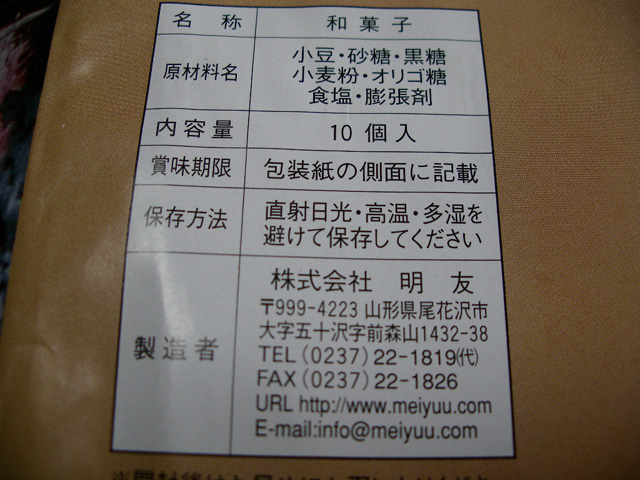 名称 和菓子
原材料名 小豆・砂糖・黒糖
小麦粉・オリゴ糖
食塩・膨張剤
内容量 10個入
賞味期限 包装紙の側面に記載
保存方法 直射日光・高温・多湿を
避けて保存してください
製造者 株式会社 明友
〒999-4223 山形県尾花沢市
大字五十沢字前森山1432-38
TEL(0237)22-1819㈹
FAX(0237)22-1826
URL http://www.meiyuu.com
E-mail:info@meiyuu.com